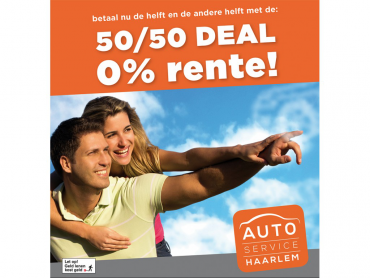 betaal nu de helft en de andere helft met de:
50/50 DEAL
0% rente!
AUTO
SERVICE
HAARLEM
Let op!
Geld lenen
kost geld